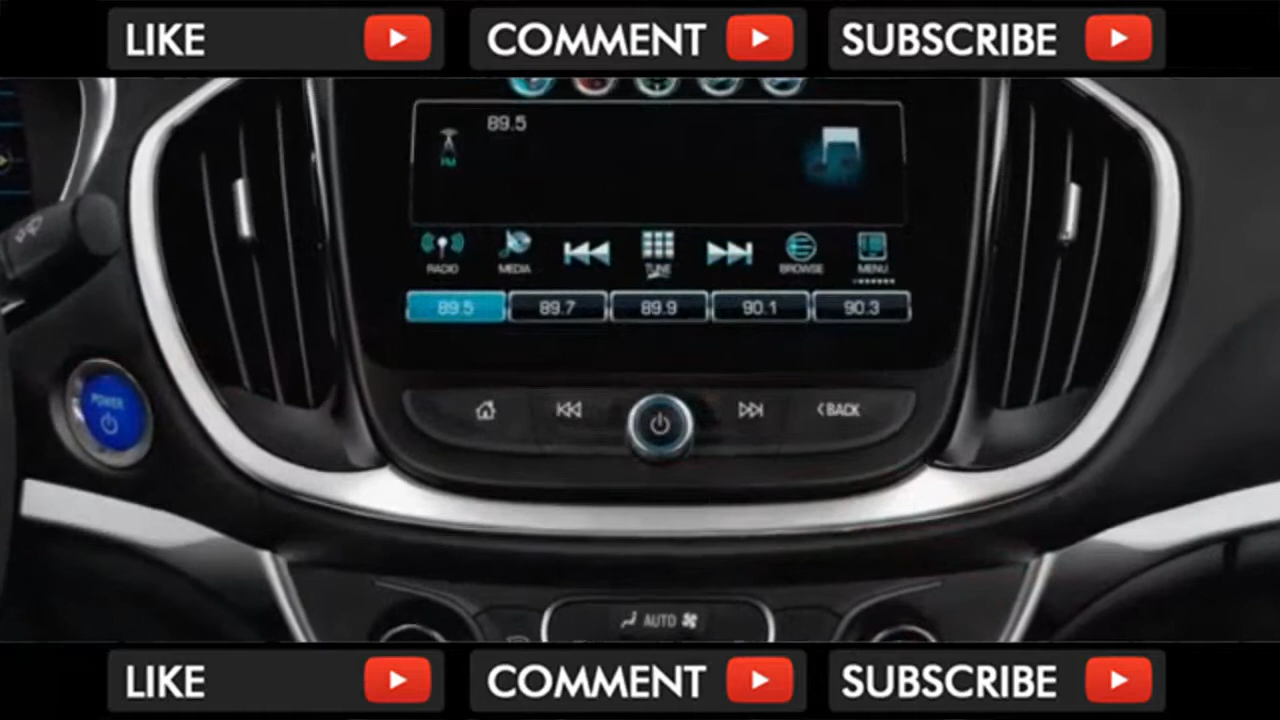 LIKE COMMENT SUBSCRIBE
89.5
FM
RADIO MEDIA TUNE BROWSE MENU
89.5 89.7 89.9 90.1 90.3
POWER
BACK
AUTO
LIKE COMMENT SUBSCRIBE